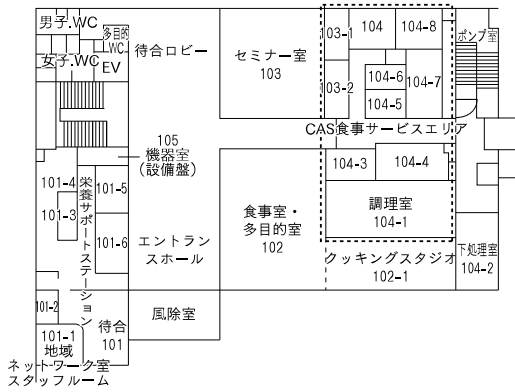 男子.WC
多目的
WC
女子.WC
EV
待合ロビー
セミナー室
103
103-1
103-2
104
104-8
104-6
104-7
104-5
ポンプ室
CAS食事サービスエリア
105
機器室
(設備盤)
104-3
104-4
調理室
104-1
101-4
101-3
栄養サポートステーション
101-5
101-6
エントラン
スホール
食事室・
多目的室
102
クッキングスタジオ
102-1
下処理室
104-2
風除室
101-2
101-1
地域
ネットワーク室
スタッフルーム
待合
101